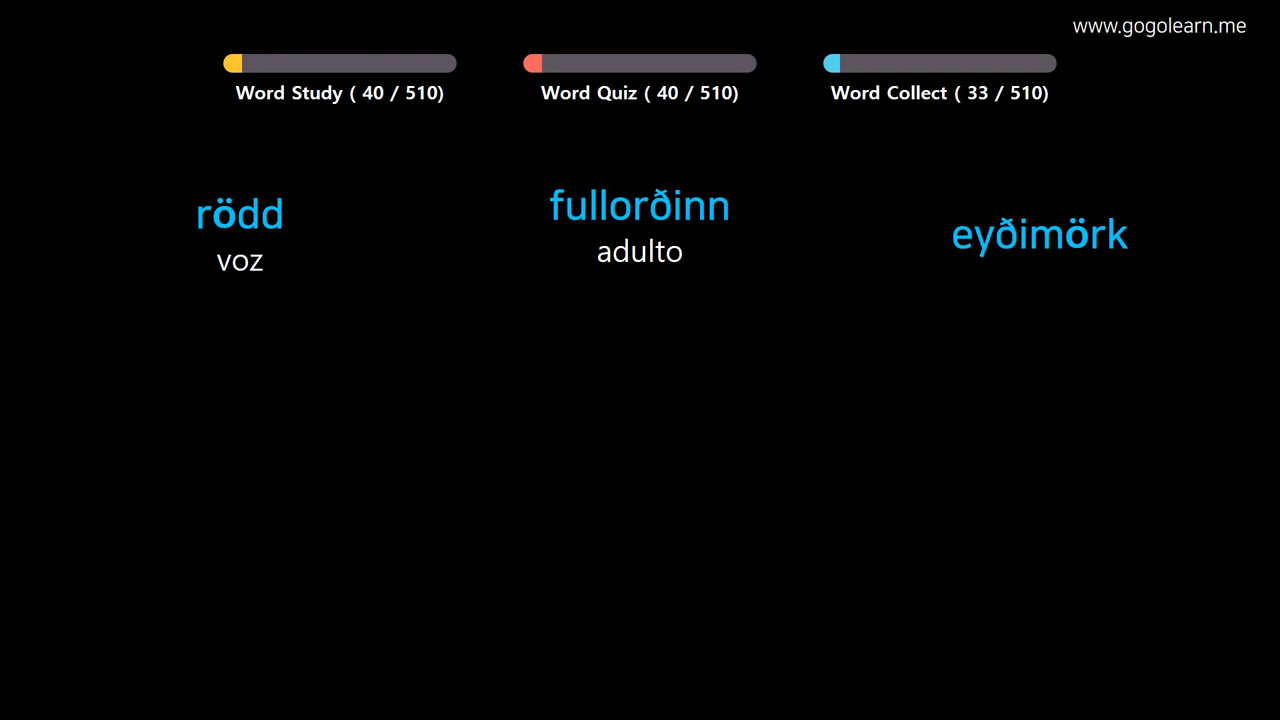 www.gogolearn.me
Word Study ( 40 / 510)
Word Quiz ( 40 / 510)
Word Collect ( 33 / 510)
rödd
voz
fullorðinn
adulto
eyðimörk